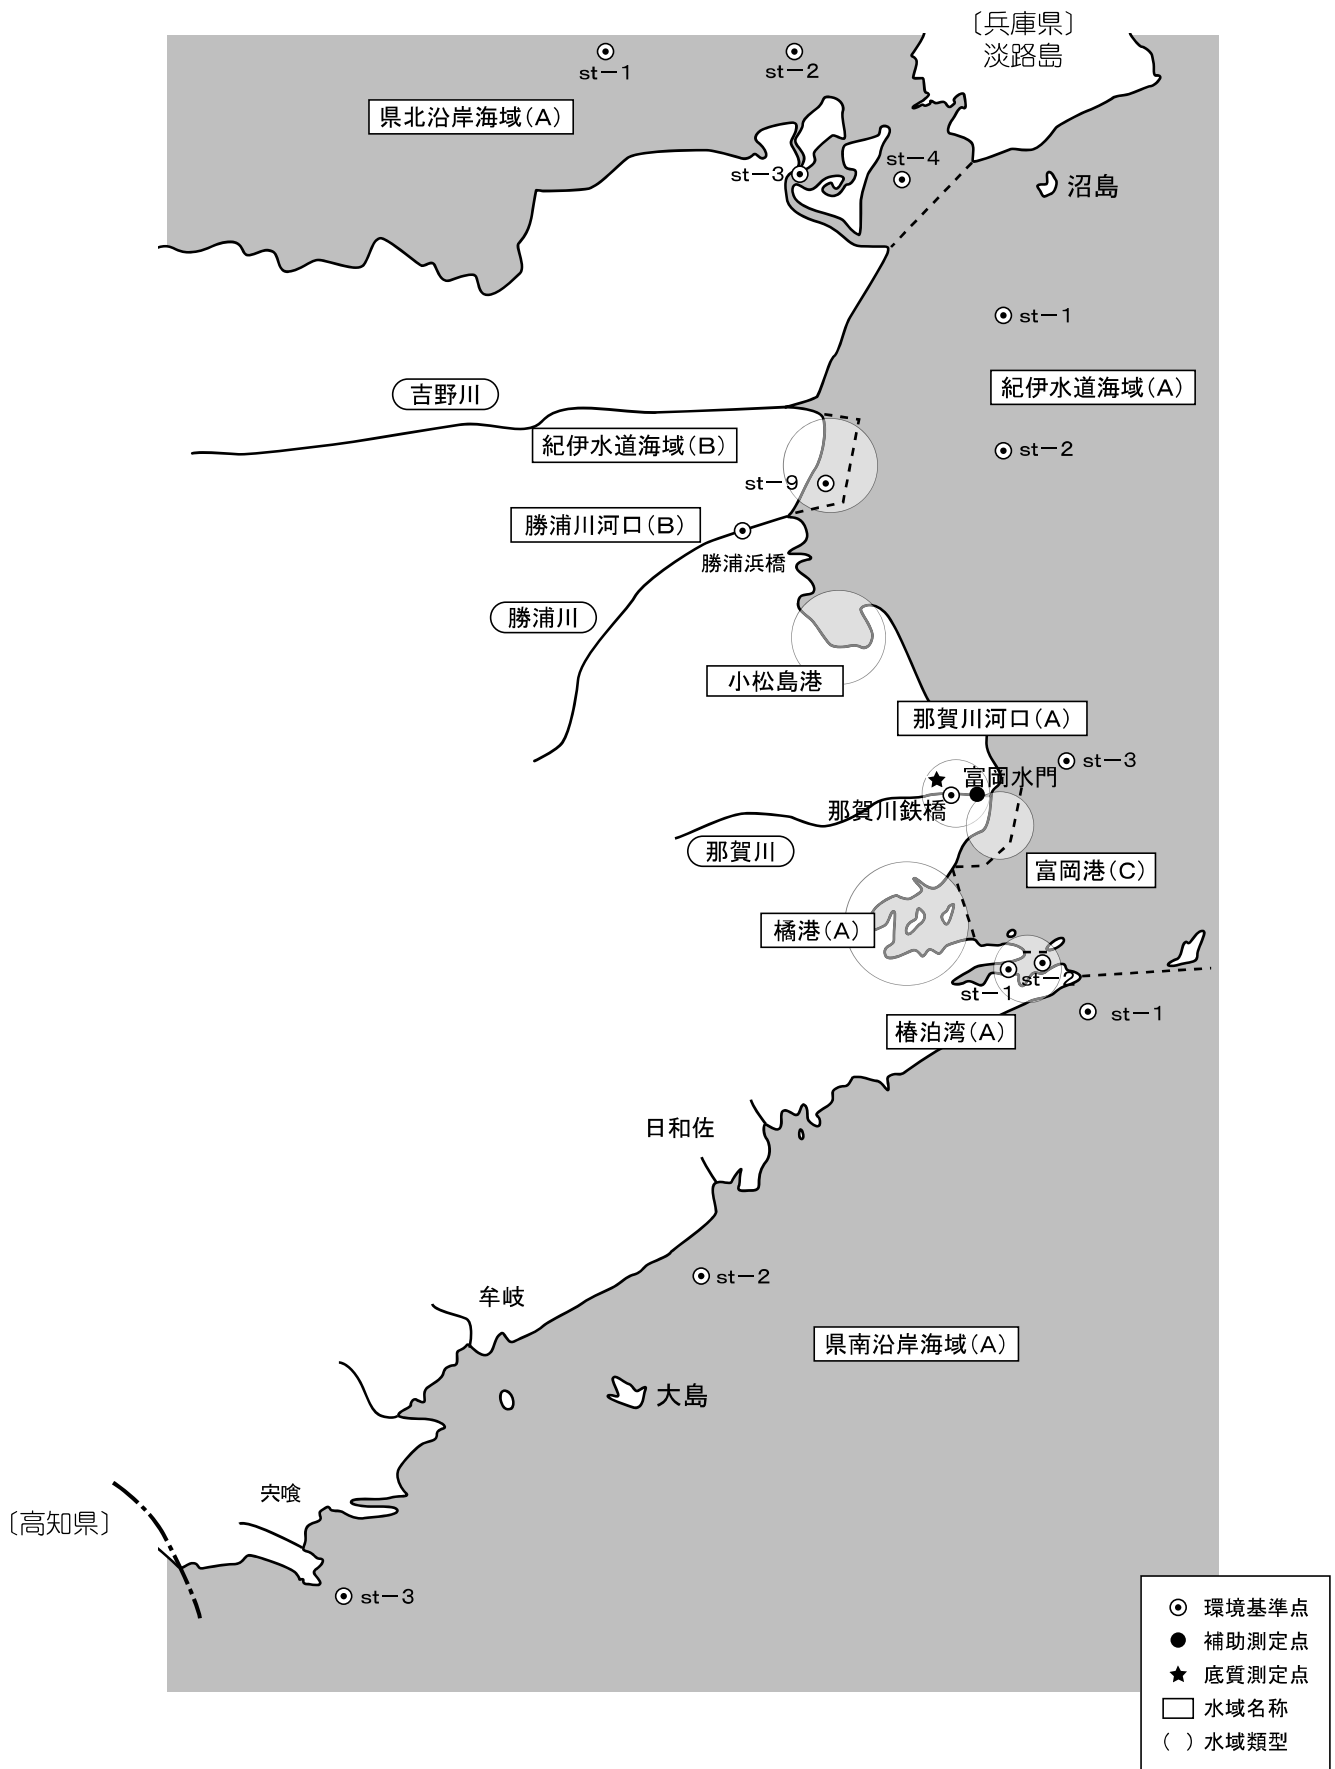 〔兵庫県〕
淡路島
st－1
st－2
県北沿岸海域(A)
st－3
st－4
沼島
st－1
吉野川
紀伊水道海域(A)
紀伊水道海域(B)
st－2
st－9
勝浦川河口(B)
勝浦浜橋
勝浦川
小松島港
那賀川河口(A)
st－3
富岡水門
那賀川鉄橋
那賀川
富岡港(C)
橘港(A)
st－2
st－1
st－1
椿泊湾(A)
日和佐
st－2
牟岐
県南沿岸海域(A)
大島
宍喰
〔高知県〕
st－3
環境基準点
補助測定点
底質測定点
水域名称
( ) 水域類型